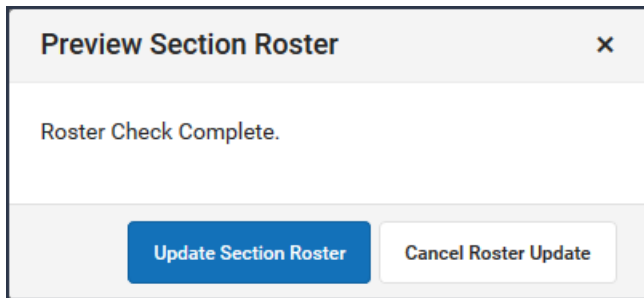 Preview Section Roster ×
Roster Check Complete.
Update Section Roster Cancel Roster Update